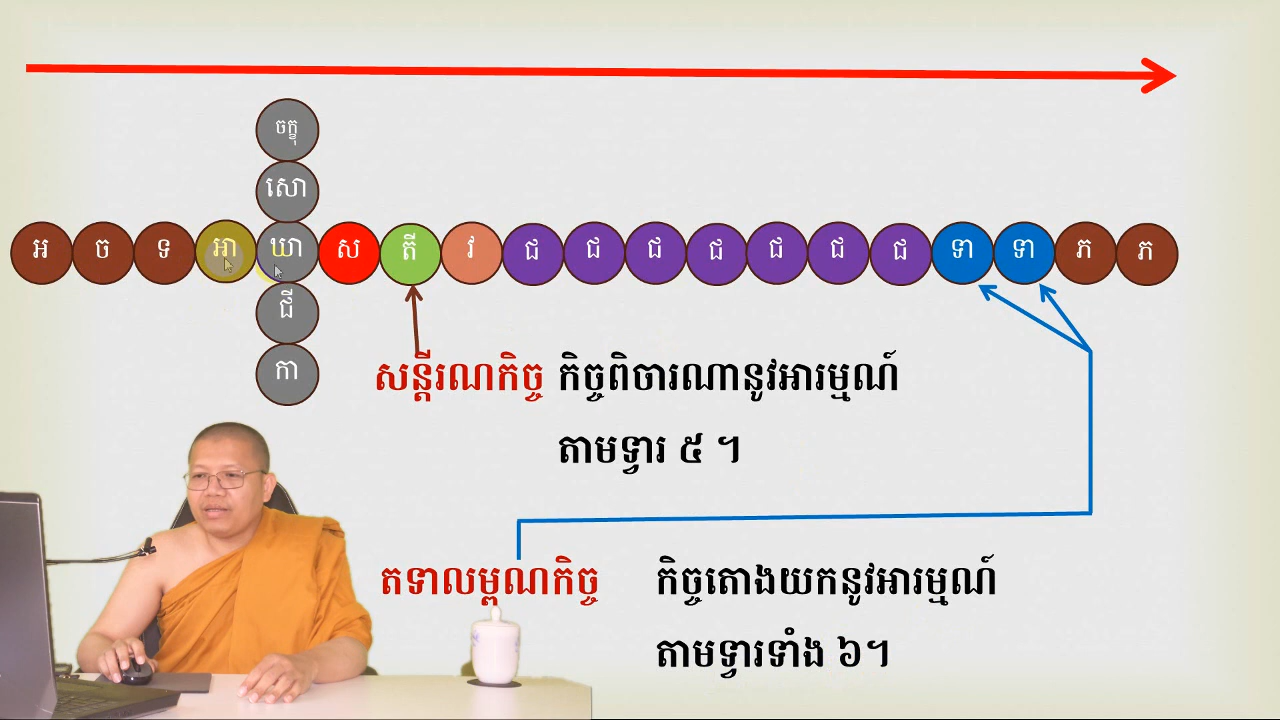 ចក្ខុ
សោ
អ ច ទ អា ឃា ស តី វ ជ ជ ជ ជ ជ ជ ជ ទា ទា ភ ភ
ជី
កា
សន្តីរណកិច្ច កិច្ចពិចារណានូវអារម្មណ៍
តាមទ្វារ ៥ ។
តទាលម្ពណកិច្ច កិច្ចតោងយកនូវអារម្មណ៍
តាមទ្វារទាំង ៦។